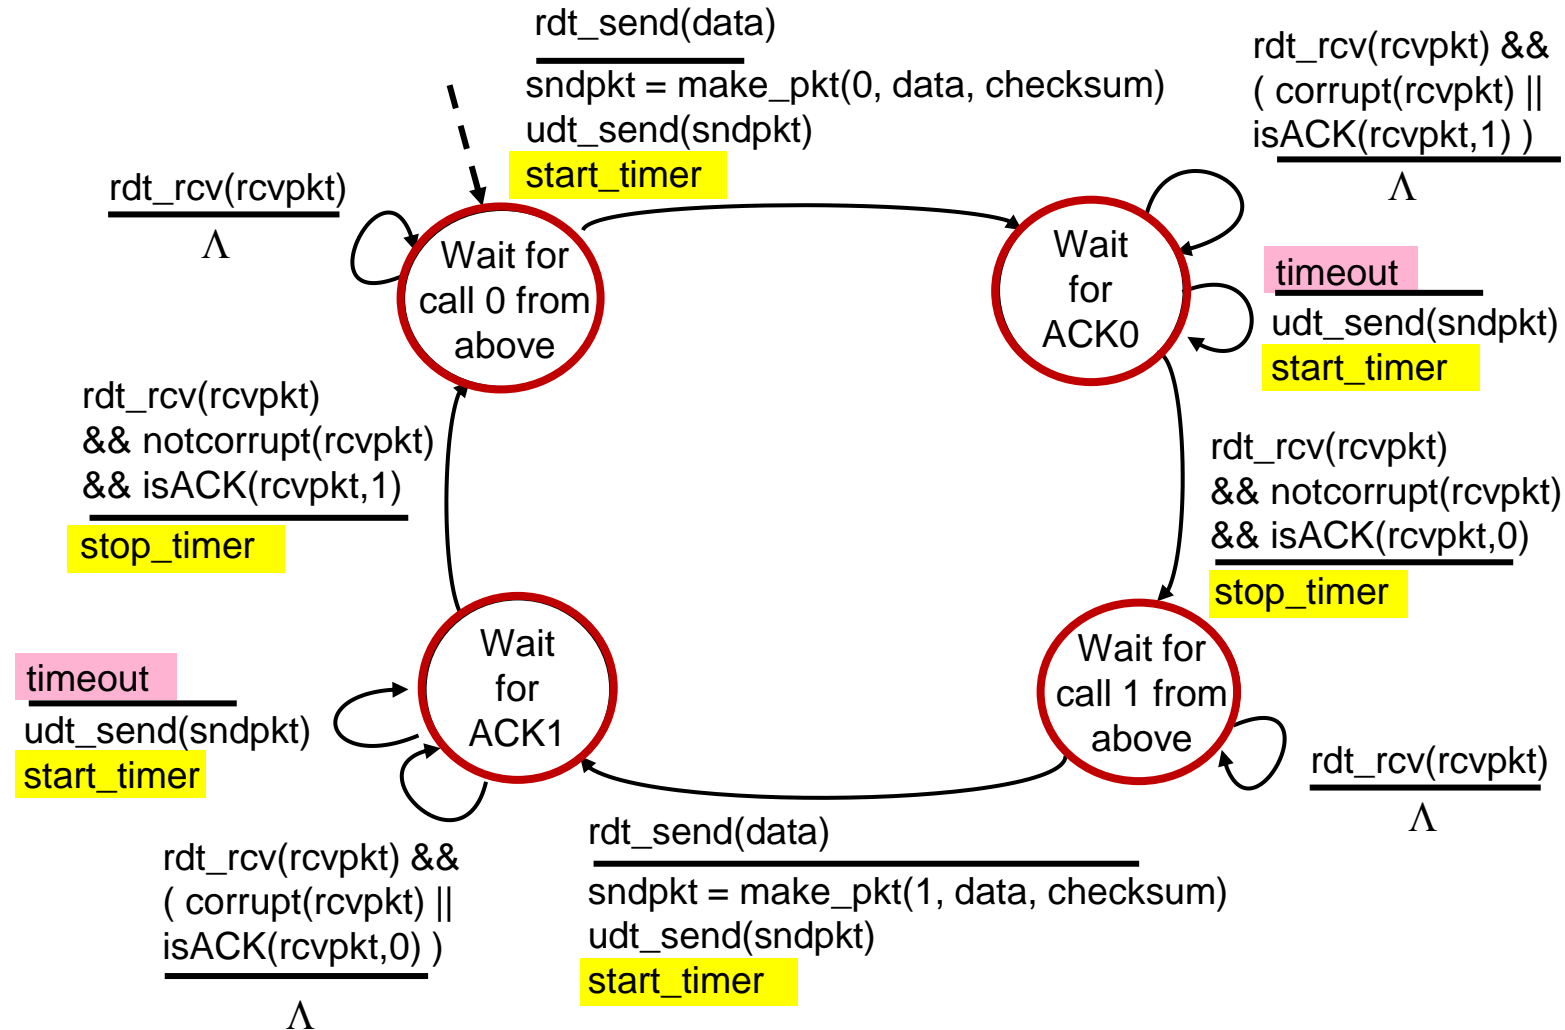 rdt_send(data)
sndpkt = make_pkt(0, data, checksum)
udt_send(sndpkt)
start_timer
rdt_rcv(rcvpkt) &&
( corrupt(rcvpkt) ||
isACK(rcvpkt,1) )
Λ
rdt_rcv(rcvpkt)
Λ
Wait for
call 0 from
above
Wait
for
ACK0
timeout
udt_send(sndpkt)
start_timer
rdt_rcv(rcvpkt)
&& notcorrupt(rcvpkt)
&& isACK(rcvpkt,1)
stop_timer
rdt_rcv(rcvpkt)
&& notcorrupt(rcvpkt)
&& isACK(rcvpkt,0)
stop_timer
Wait
for
ACK1
Wait for
call 1 from
above
timeout
udt_send(sndpkt)
start_timer
rdt_rcv(rcvpkt)
Λ
rdt_rcv(rcvpkt) &&
( corrupt(rcvpkt) ||
isACK(rcvpkt,0) )
Λ
rdt_send(data)
sndpkt = make_pkt(1, data, checksum)
udt_send(sndpkt)
start_timer